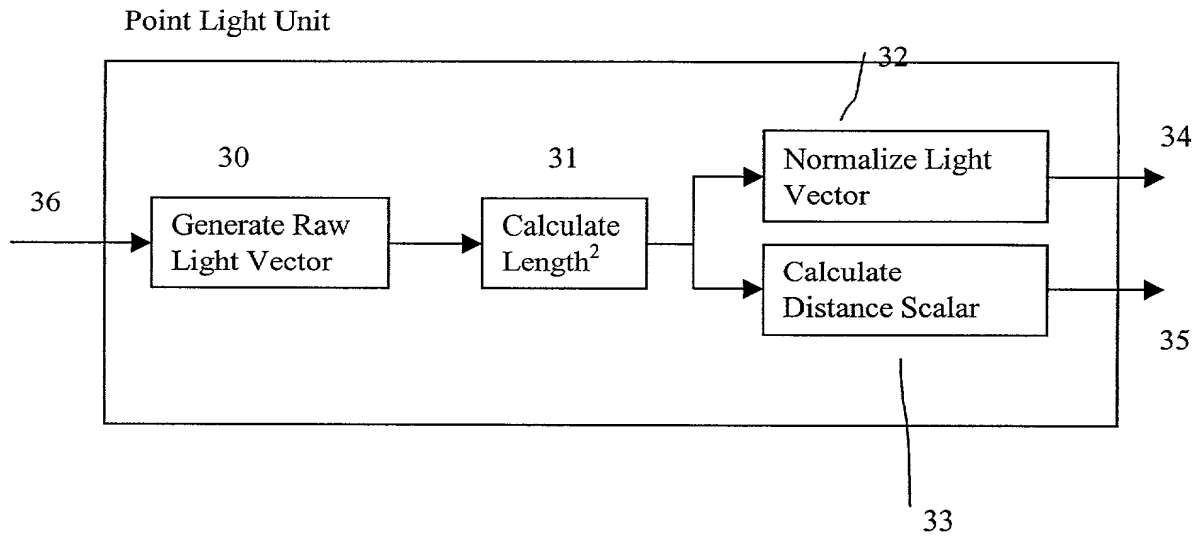 Point Light Unit
32
34
30
31
Normalize Light
Vector
36
Generate Raw
Light Vector
Calculate
Length²
Calculate
Distance Scalar
35
33